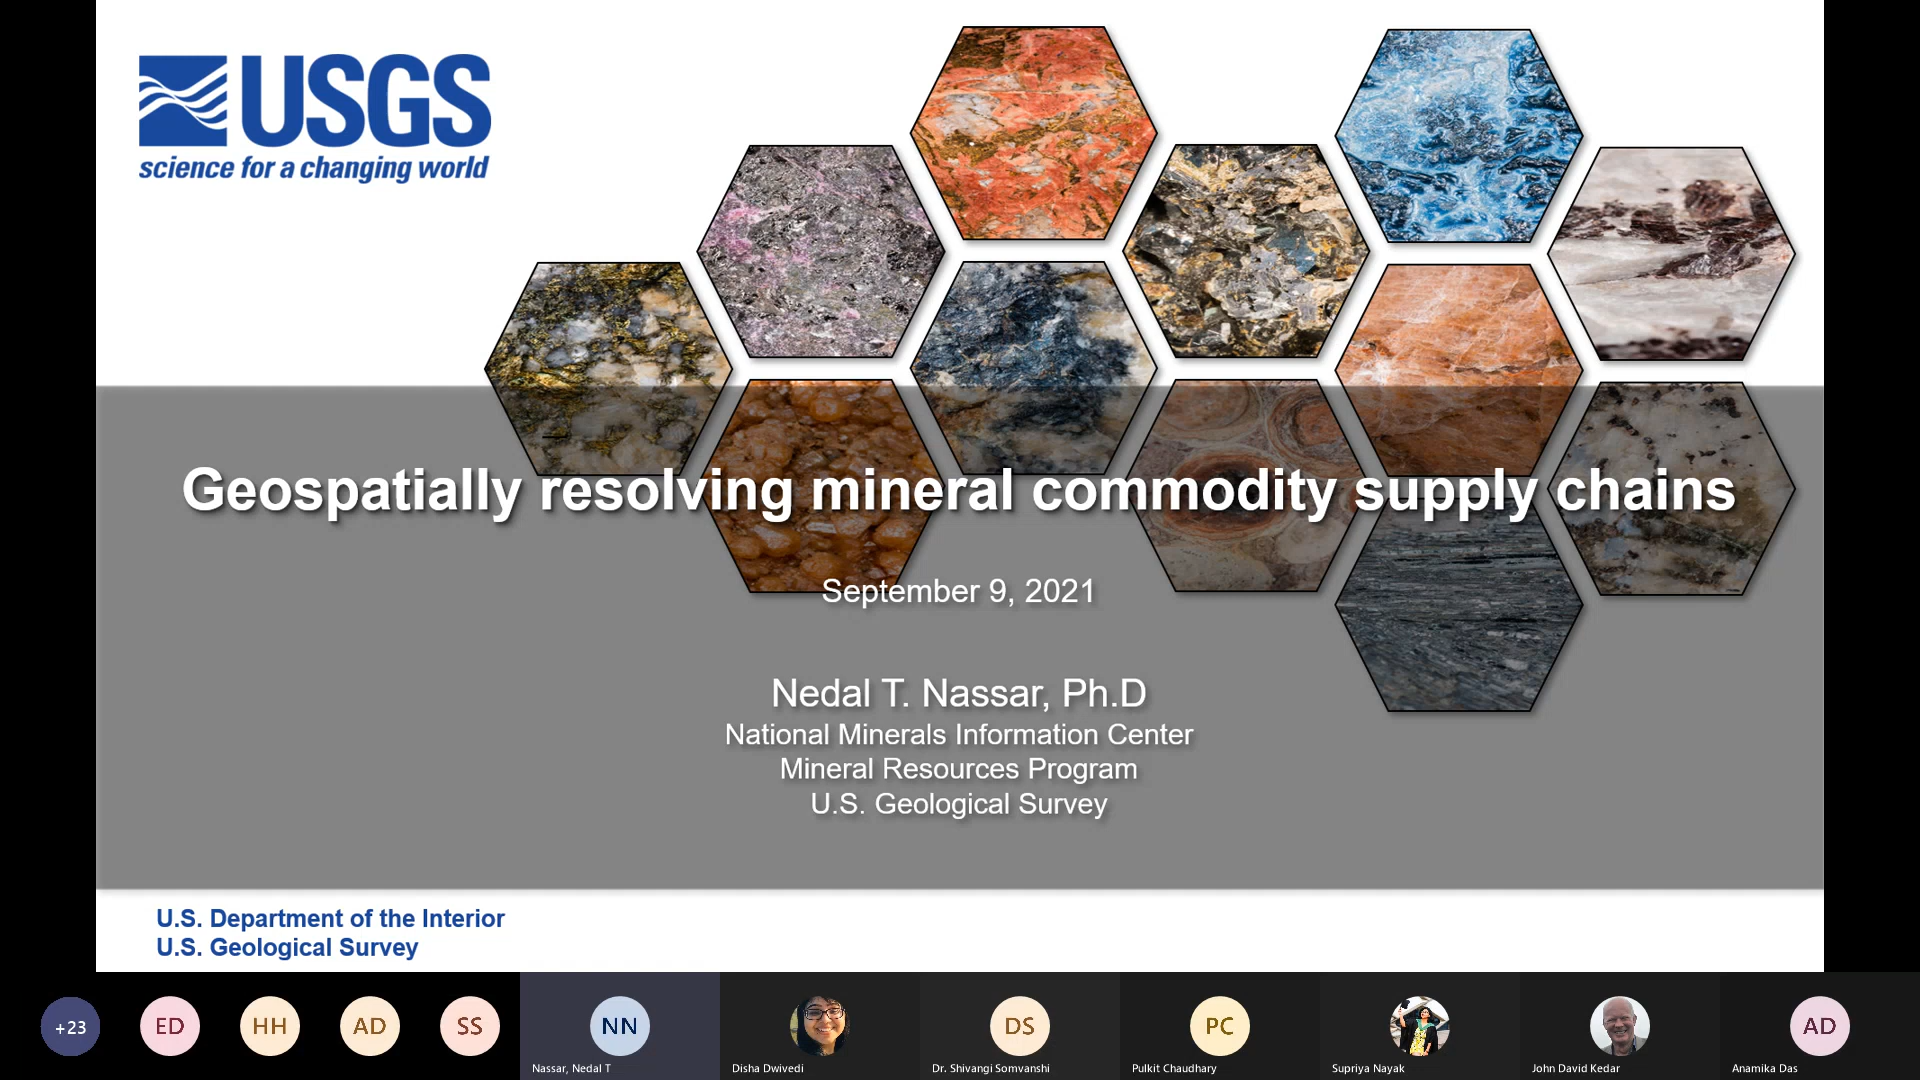 USGS
science for a changing world
Geospatially resolving mineral commodity supply chains
September 9, 2021
Nedal T. Nassar, Ph.D
National Minerals Information Center
Mineral Resources Program
U.S. Geological Survey
U.S. Department of the Interior
U.S. Geological Survey
+23
ED
HH
AD
SS
NN
DS
PC
AD
Nassar, Nedal T
Disha Dwivedi
Dr. Shivangi Somvanshi
Pulkit Chaudhary
Supriya Nayak
John David Kedar
Anamika Das